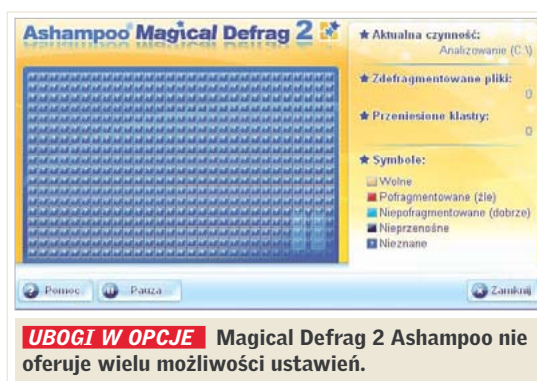 Ashampoo Magical Defrag 2
Aktualna czynność:
Analizowanie (C:\)
Zdefragmentowane pliki:
0
Przeniesione klastry:
0
Symbole:
Wolne
Pofragmentowane (źle)
Niepofragmentowane (dobrze)
Nieprzenośne
Nieznane
Pomoc
Pauza
Zamknij
UBOGI W OPCJE Magical Defrag 2 Ashampoo nie
oferuje wielu możliwości ustawień.